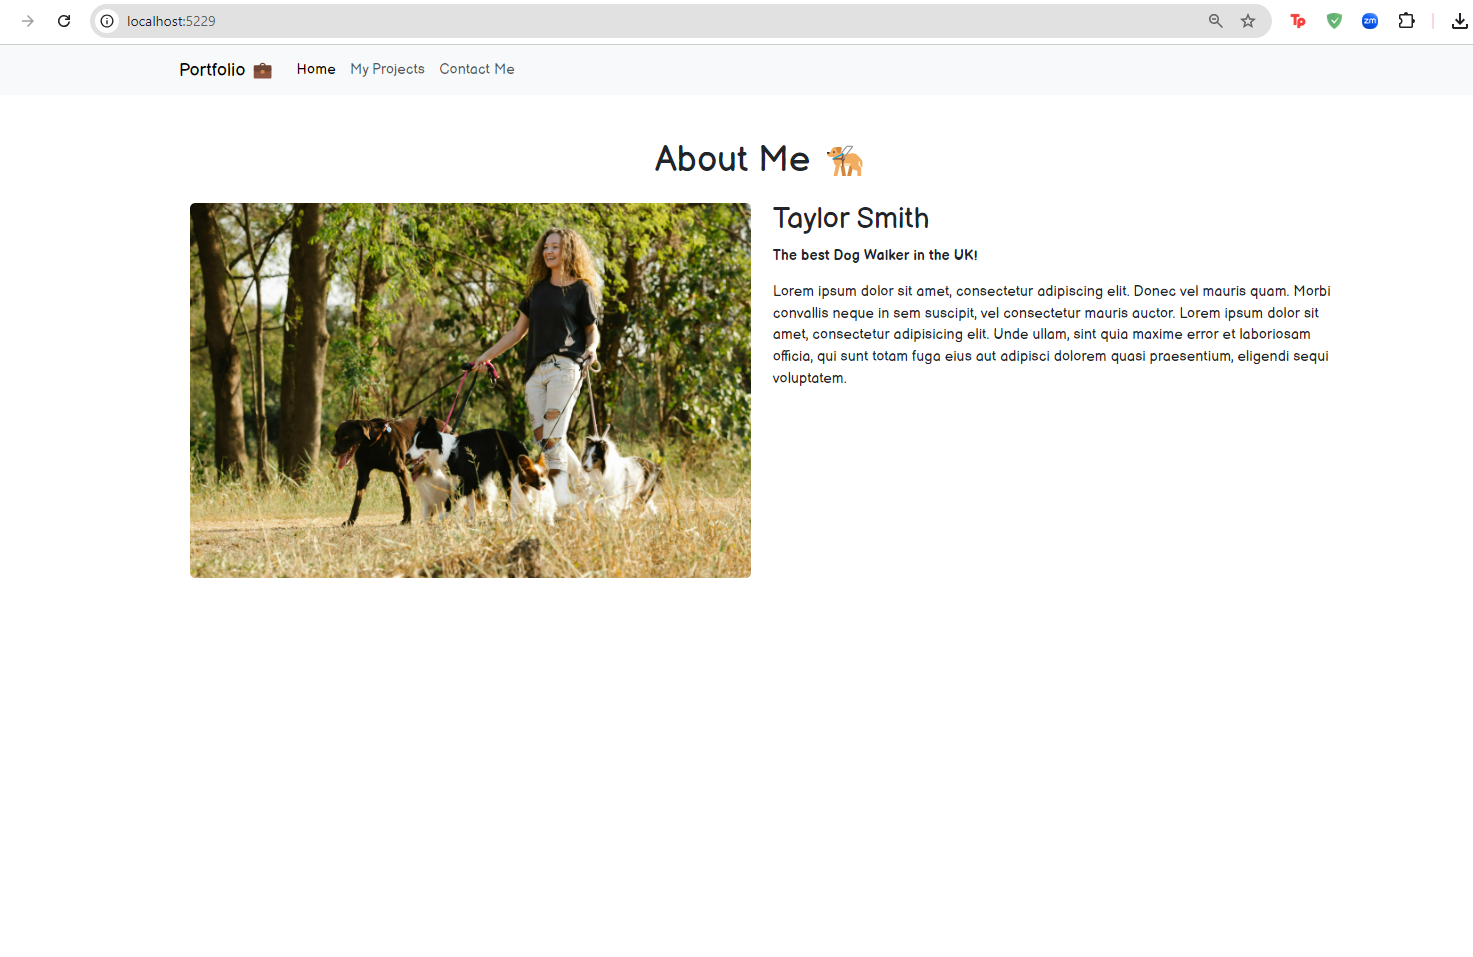 localhost:5229
Tp
zm
Portfolio 💼 Home My Projects Contact Me
About Me 🐕‍🦺
Taylor Smith
The best Dog Walker in the UK!
Lorem ipsum dolor sit amet, consectetur adipiscing elit. Donec vel mauris quam. Morbi
convallis neque in sem suscipit, vel consectetur mauris auctor. Lorem ipsum dolor sit
amet, consectetur adipisicing elit. Unde ullam, sint quia maxime error et laboriosam
officia, qui sunt totam fuga eius aut adipisci dolorem quasi praesentium, eligendi sequi
voluptatem.